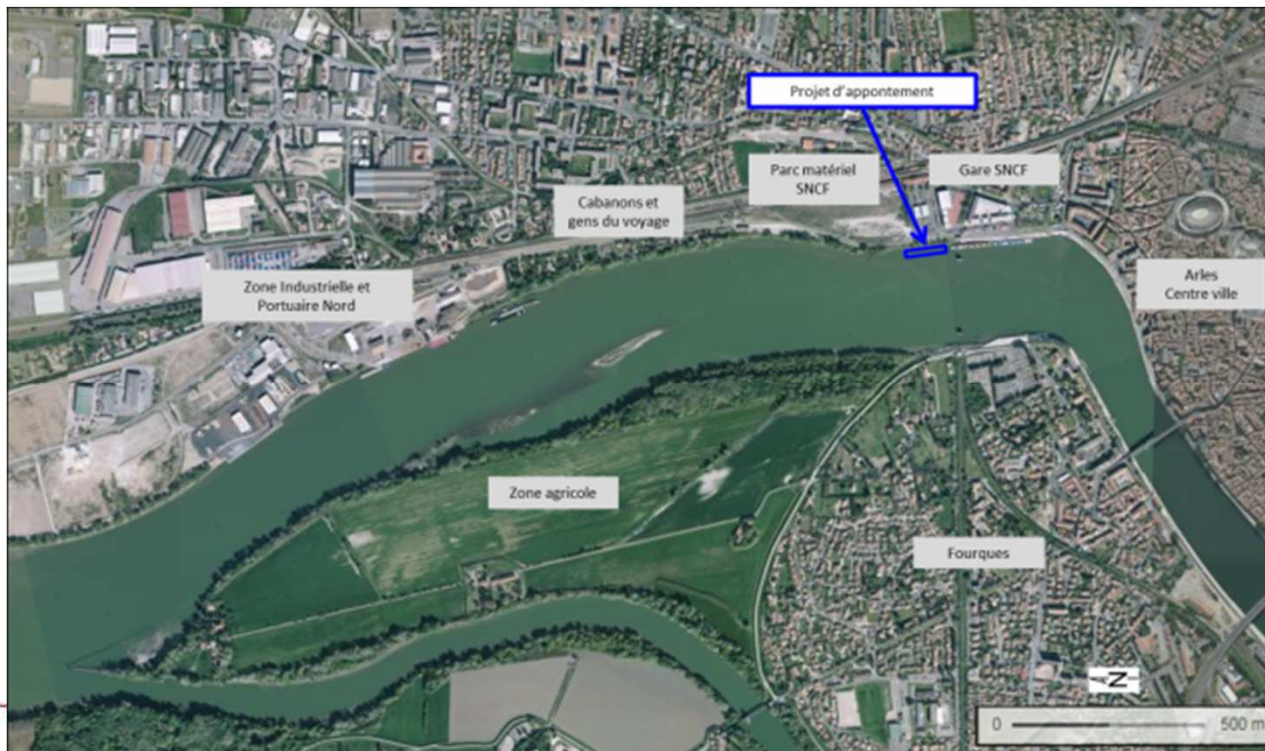 Projet d'appontement
Parc matériel
SNCF
Gare SNCF
Cabanons et
gens du voyage
Zone Industrielle et
Portuaire Nord
Arles
Centre ville
Zone agricole
Fourques
N
0 500 m